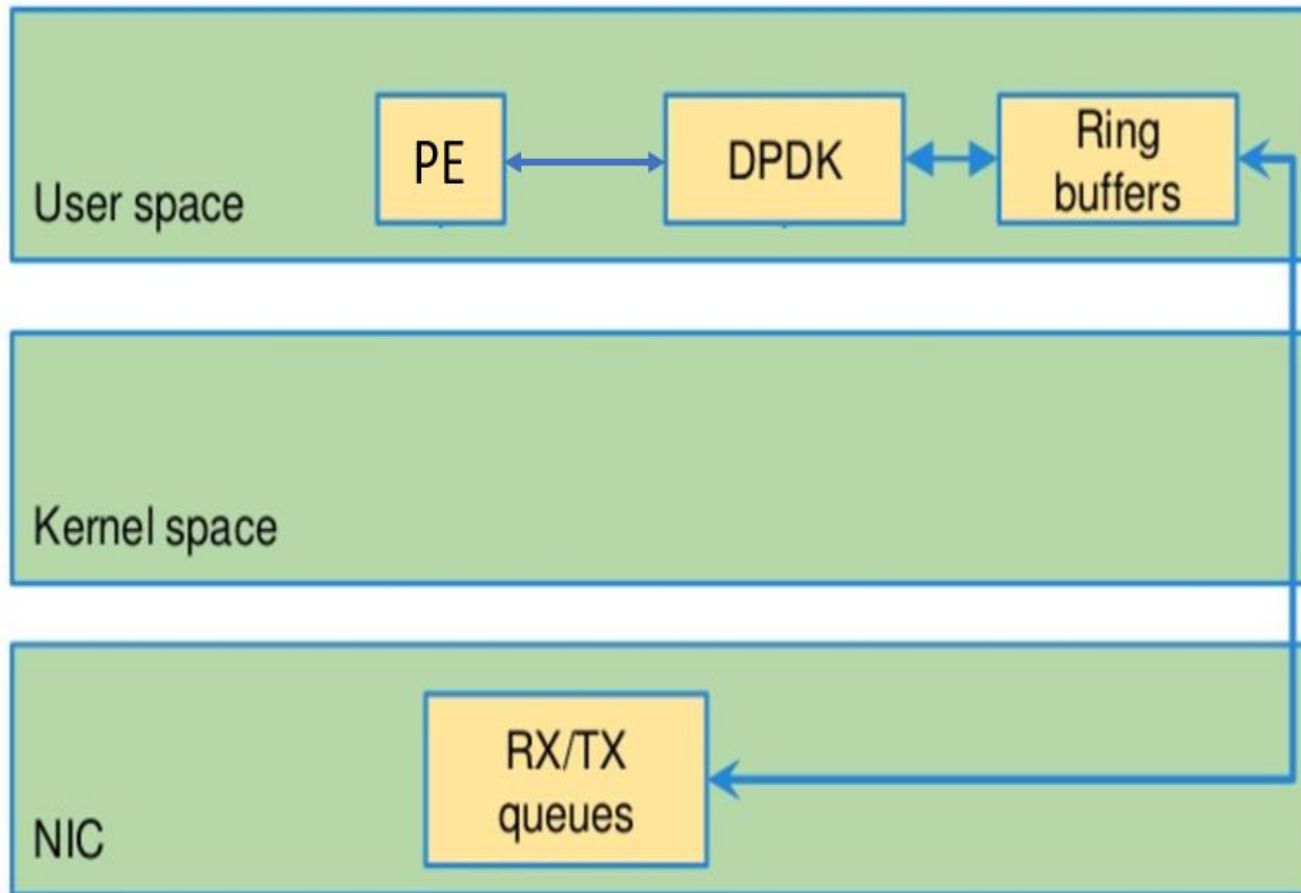 PE
DPDK
Ring
buffers
User space
Kernel space
RX/TX
queues
NIC